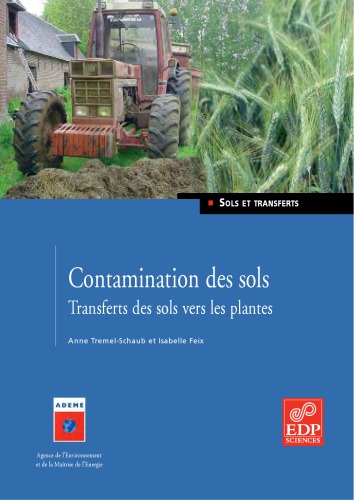 SOLS ET TRANSFERTS
Contamination des sols
Transferts des sols vers les plantes
Anne Tremel-Schaub et Isabelle Feix
ADEME
Agence de l'Environnement
et de la Maîtrise de l'Energie
EDP
SCIENCES